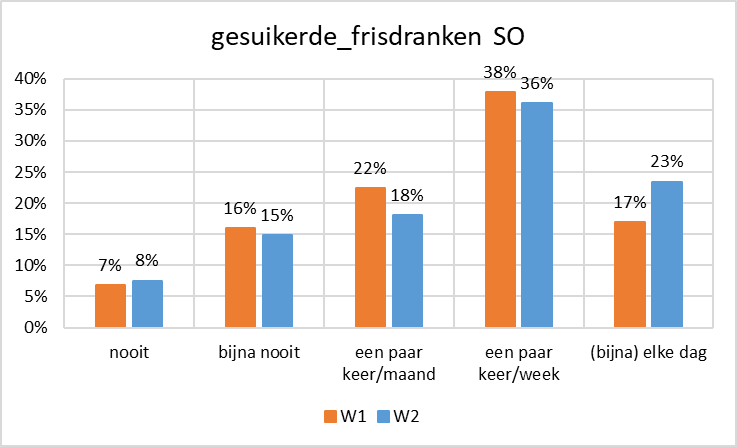 gesuikerde_frisdranken SO
40%
35%
30%
25%
20%
15%
10%
5%
0%
7%
8%
16%
15%
22%
18%
38%
36%
17%
23%
nooit
bijna nooit
een paar
keer/maand
een paar
keer/week
(bijna) elke dag
W1
W2